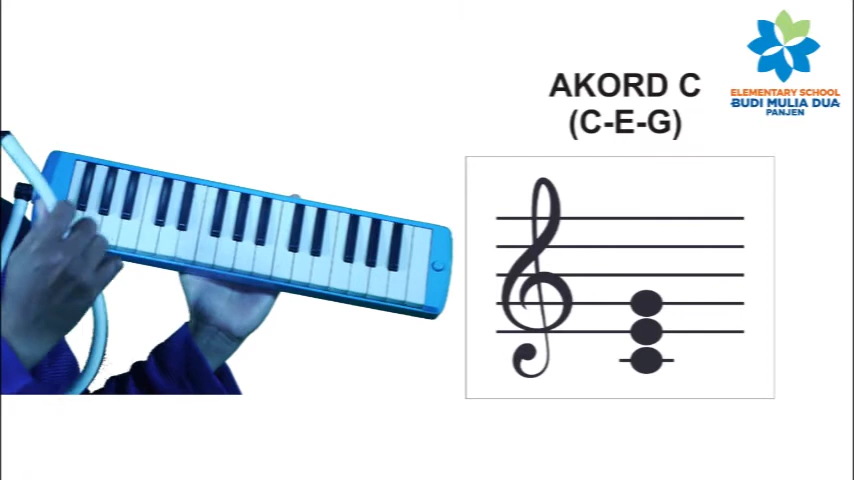 AKORD C
(C-E-G)
ELEMENTARY SCHOOL
BUDI MULIA DUA
PANJEN